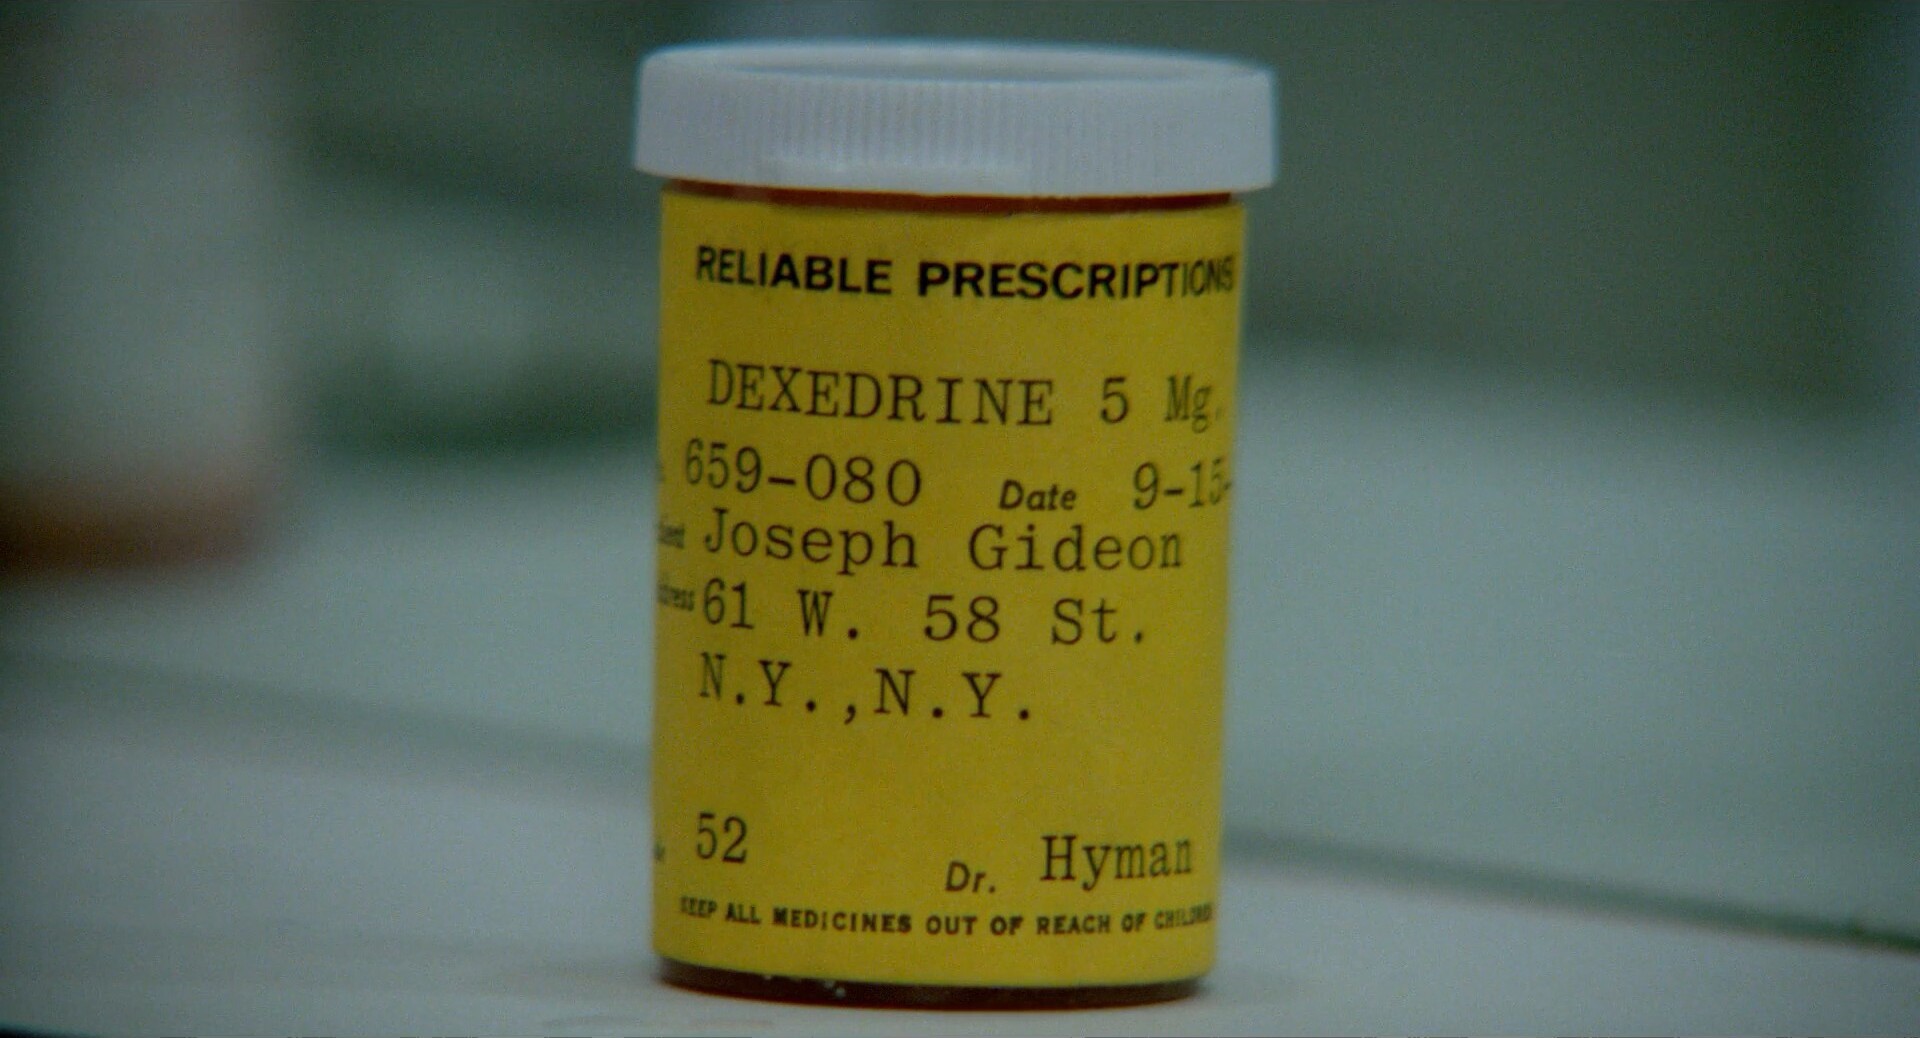 RELIABLE PRESCRIPTIONS
DEXEDRINE 5 Mg.
659-080 Date 9-15-
Joseph Gideon
61 W. 58 St.
N.Y.,N.Y.
52 Dr. Hyman
KEEP ALL MEDICINES OUT OF REACH OF CHILDREN